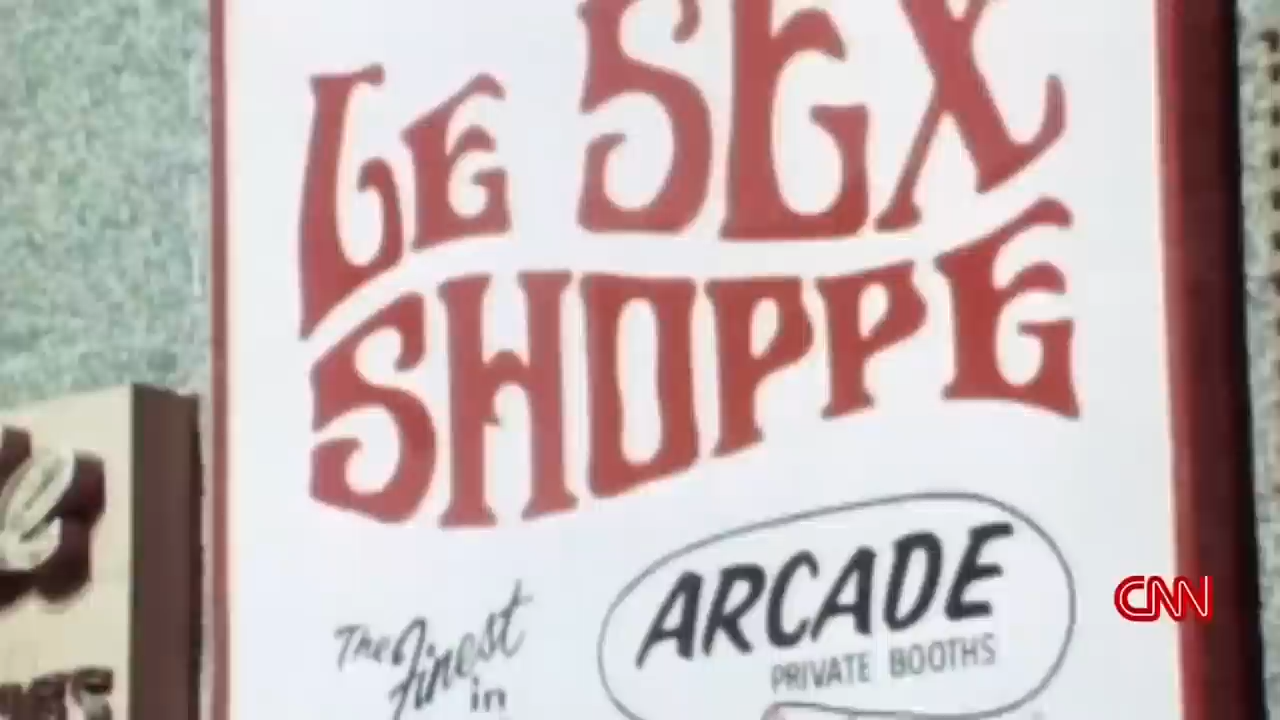 LE SEX
SHOPPE
ARCADE
PRIVATE BOOTHS
The Finest
in
CNN